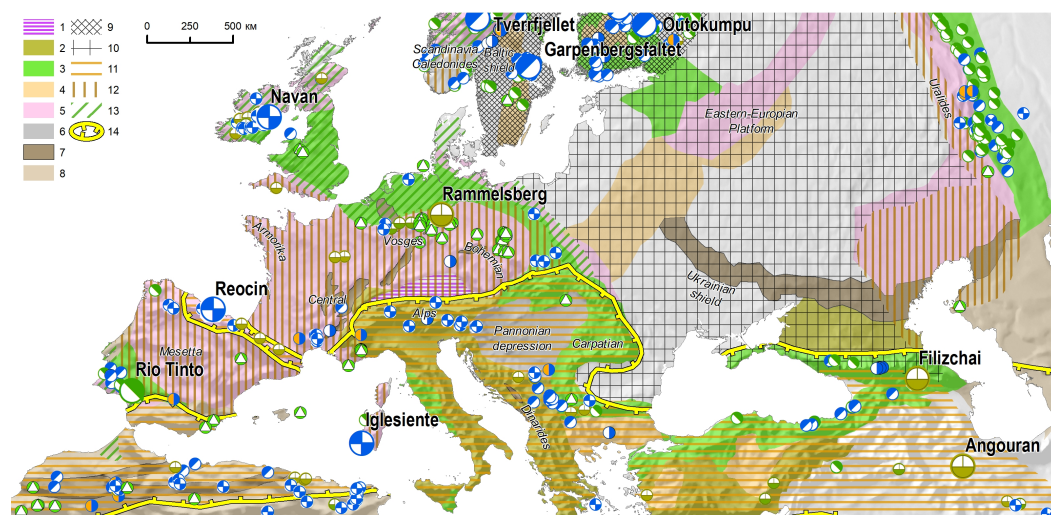 1
2
3
4
5
6
7
8
9
10
11
12
13
14
0 250 500 км
Tverrfjellet
Outokumpu
Garpenbergsfaltet
Scandinavia
Caledonides
Baltic
shield
Navan
Eastern-Europian
Platform
Uralides
Rammelsberg
Armorika
Vosges
Bohemian
Reocin
Central
Ukrainian
shield
Alps
Pannonian
depression
Carpatian
Mesetta
Rio Tinto
Filizchai
Dinarides
Iglesiente
Angouran